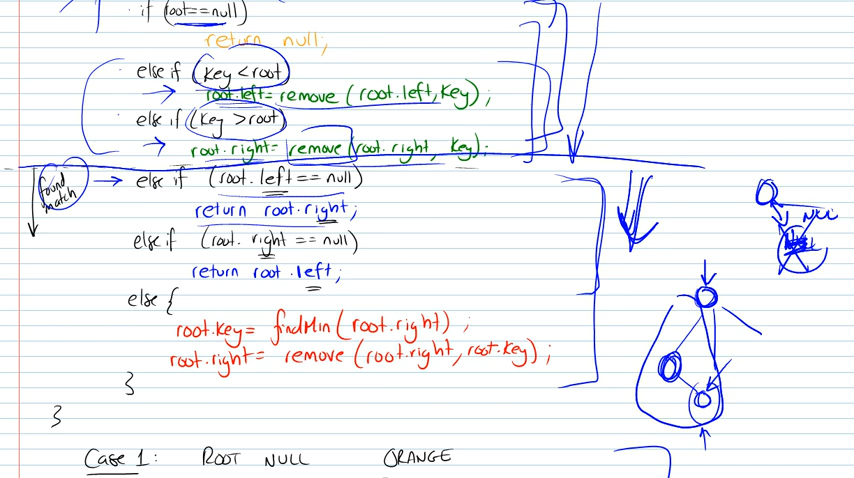 if (root==null)
return null;
else if (key<root)
root.left=remove (root.left,key);
else if (key>root)
root.right= remove (root.right, key);
found match
else if (root.left==null)
return root.right;
NULL
else if (root. right == null)
return root.left;
else {
root.key= findMin(root.right);
root.right= remove (root.right, root.key);
}
}
Case 1: ROOT NULL ORANGE